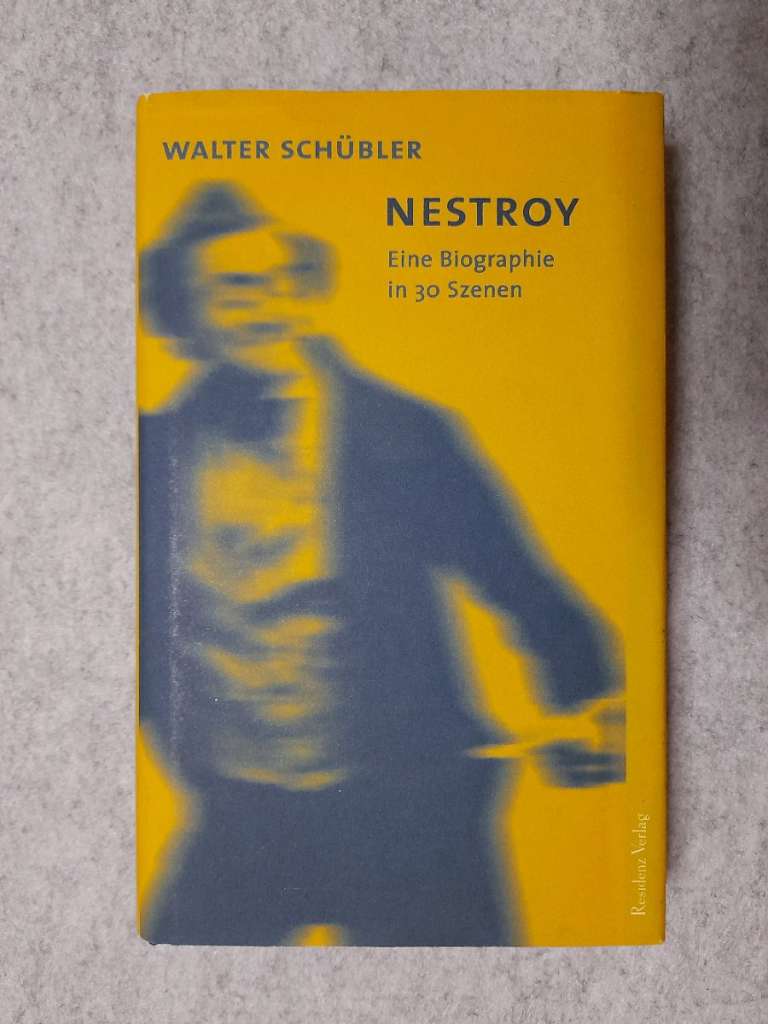 WALTER SCHÜBLER
NESTROY
Eine Biographie
in 30 Szenen
Residenz Verlag